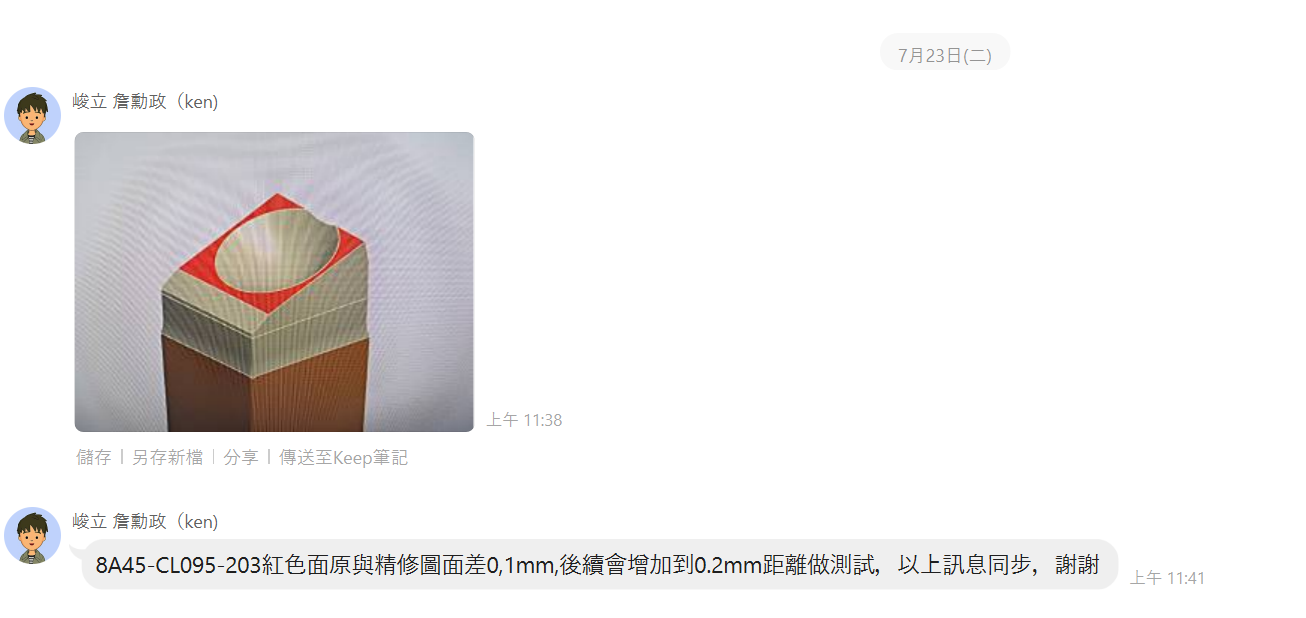 7月23日(二)
峻立 詹勳政（ken)
上午 11:38
儲存｜另存新檔｜分享｜傳送至Keep筆記
峻立 詹勳政（ken)
8A45-CL095-203紅色面原與精修圖面差0,1mm,後續會增加到0.2mm距離做測試，以上訊息同步，謝謝
上午 11:41